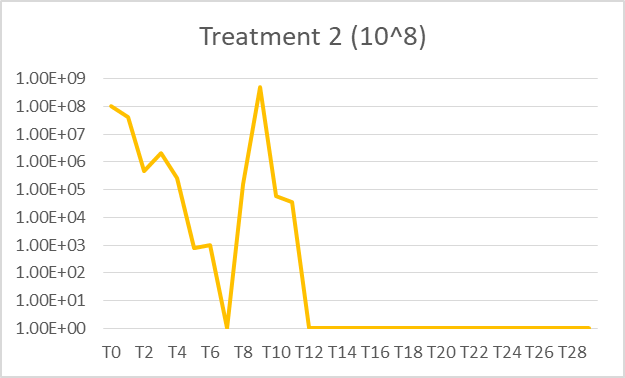 Treatment 2 (10^8)
1.00E+09
1.00E+08
1.00E+07
1.00E+06
1.00E+05
1.00E+04
1.00E+03
1.00E+02
1.00E+01
1.00E+00
T0 T2 T4 T6 T8 T10 T12 T14 T16 T18 T20 T22 T24 T26 T28